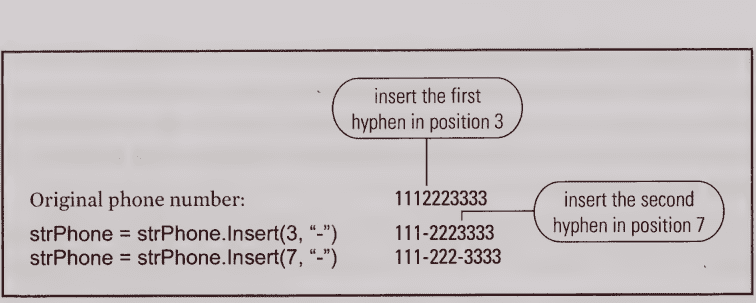 insert the first
hyphen in position 3
Original phone number: 1112223333
insert the second
hyphen in position 7
strPhone = strPhone.Insert(3, “-”) 111-2223333
strPhone = strPhone.Insert(7, “-”) 111-222-3333